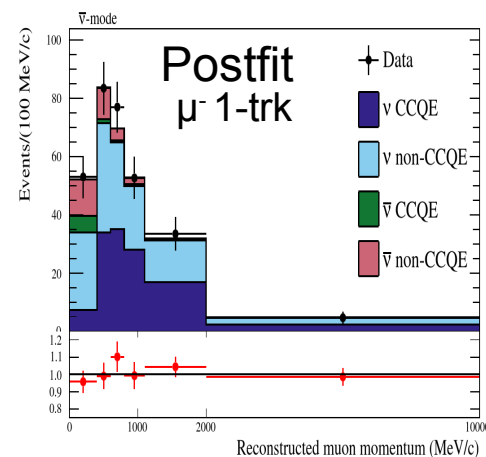 ν̄-mode
Postfit
μ- 1-trk
Events/(100 MeV/c)
100
80
60
40
20
0
Data
ν CCQE
ν non-CCQE
ν̄ CCQE
ν̄ non-CCQE
1.2
1.1
1.0
0.9
0.8
0 1000 2000 1000
Reconstructed muon momentum (MeV/c)